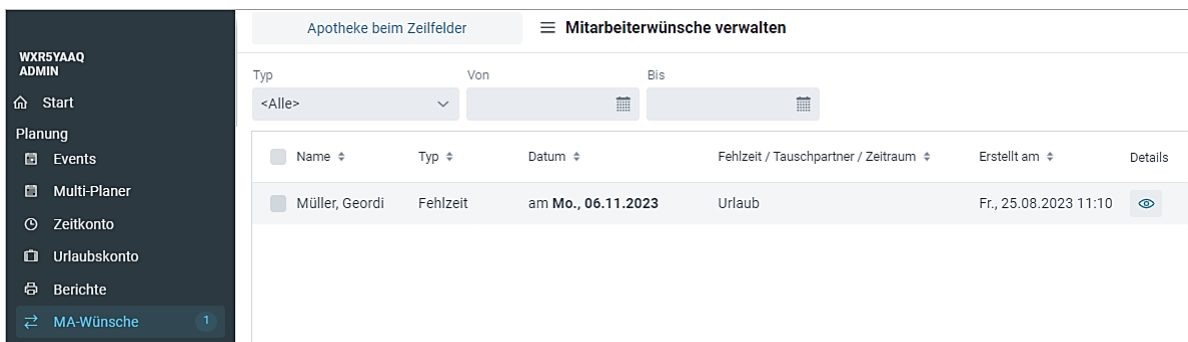 WXR5YAAQ
ADMIN
Start
Planung
Events
Multi-Planer
Zeitkonto
Urlaubskonto
Berichte
MA-Wünsche 1
Apotheke beim Zeilfelder
Mitarbeiterwünsche verwalten
Typ Von Bis
<Alle>
Name Typ Datum Fehlzeit / Tauschpartner / Zeitraum Erstellt am Details
Müller, Geordi Fehlzeit am Mo., 06.11.2023 Urlaub Fr., 25.08.2023 11:10